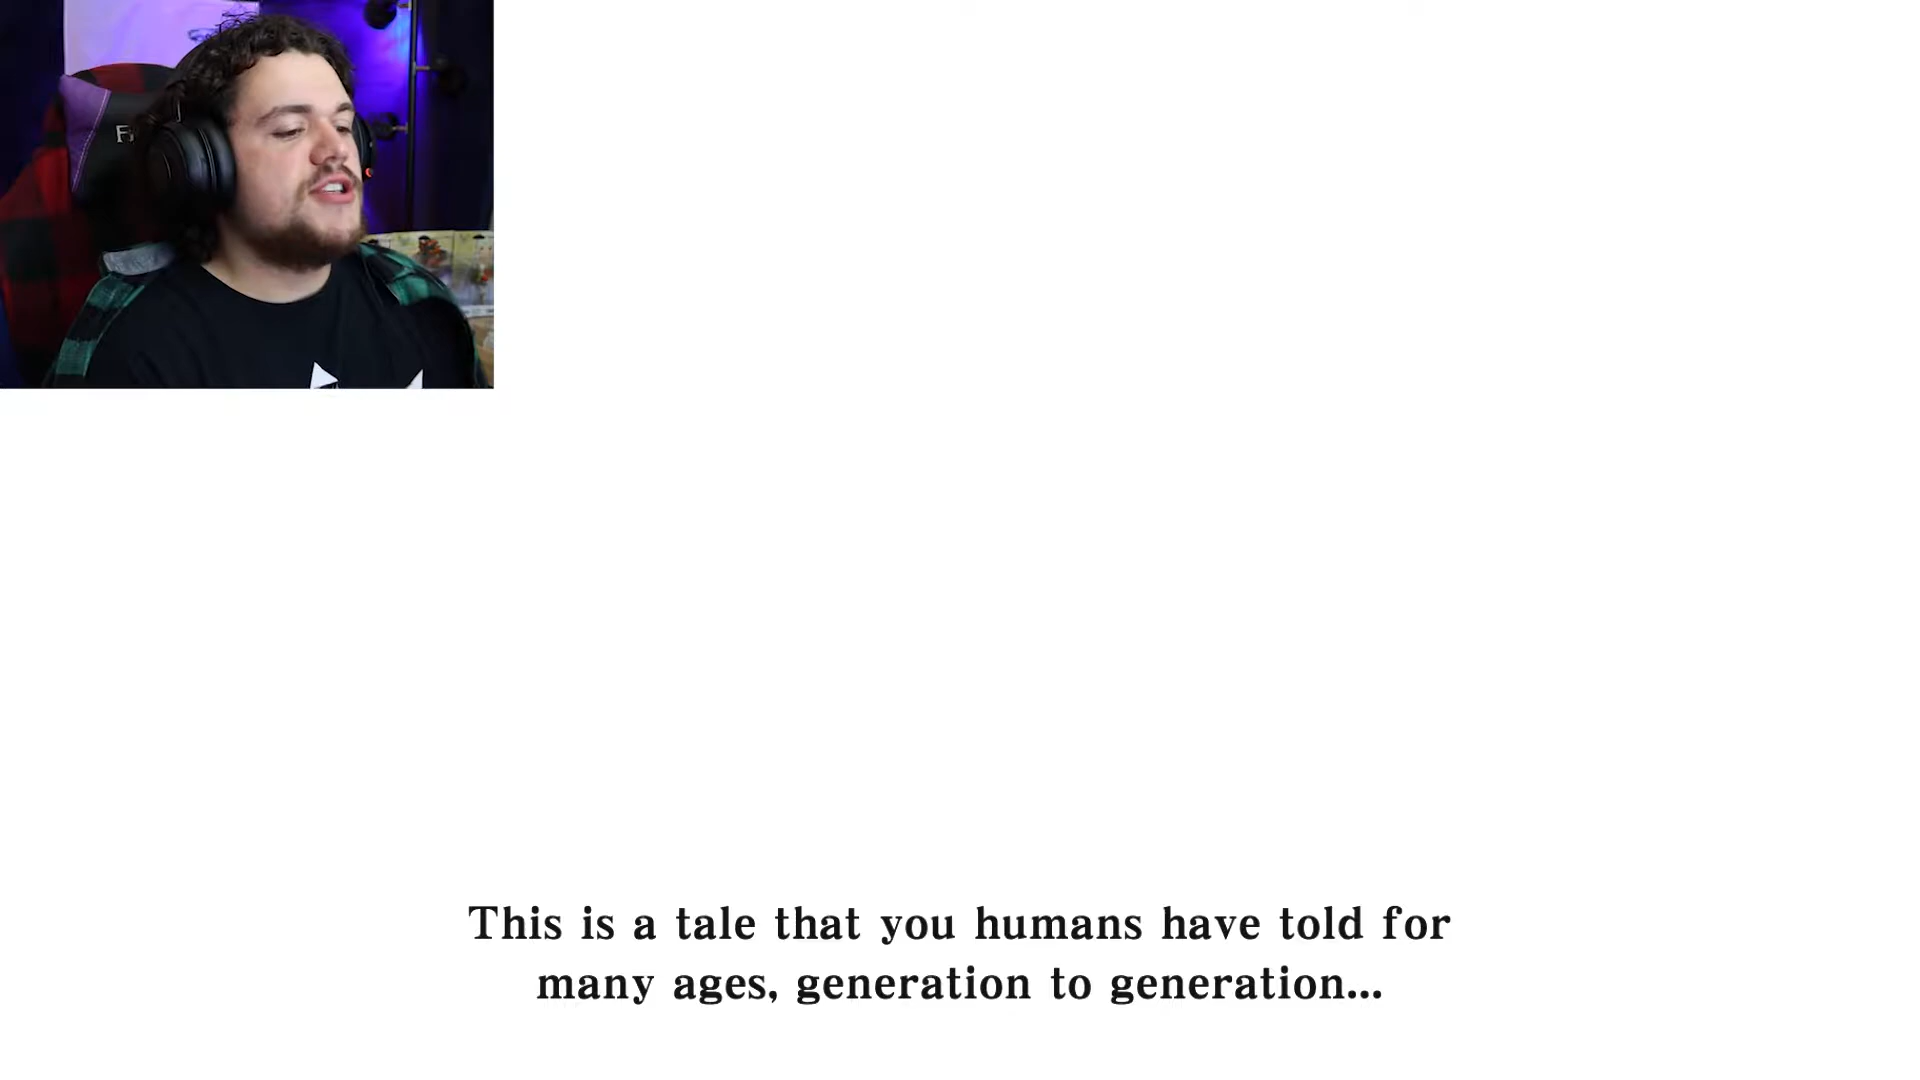 This is a tale that you humans have told for
many ages, generation to generation...